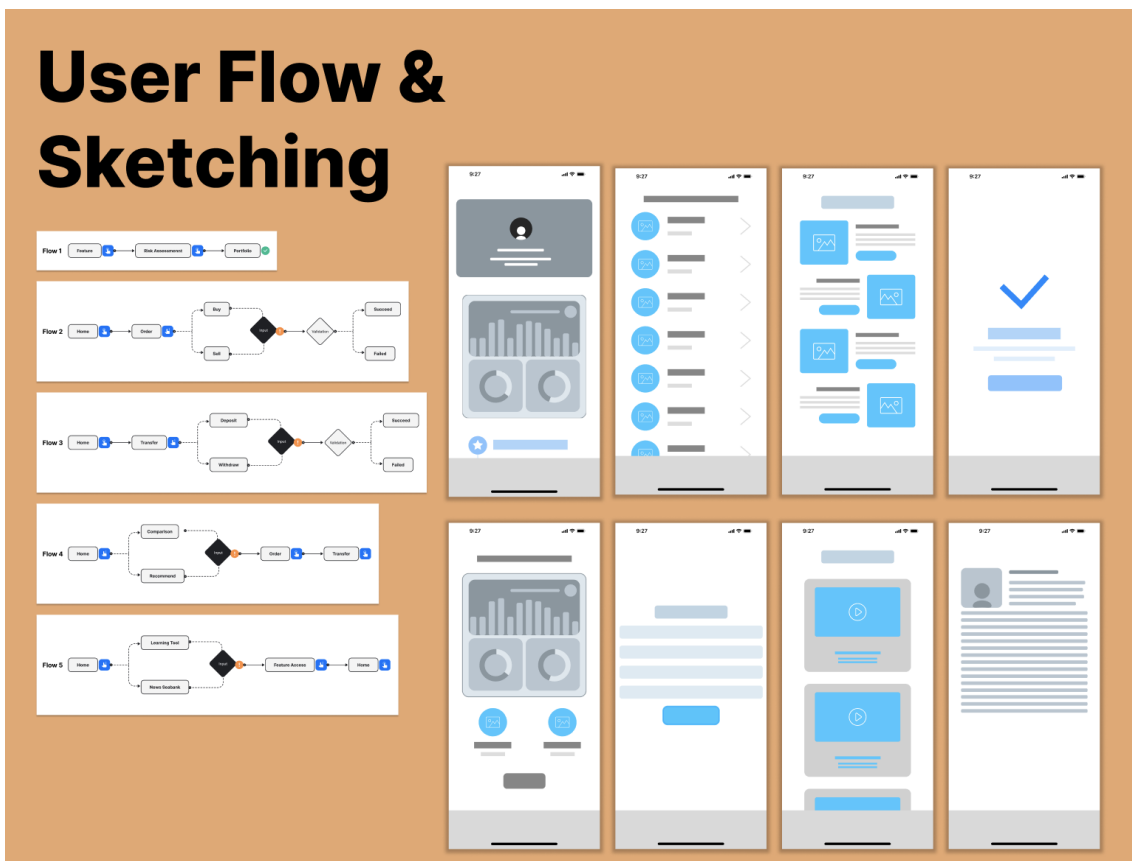 User Flow &
Sketching
Flow 1 Feature Risk Assessment Portfolio
Flow 2 Home Order Buy Sell Input Validation Succeed Failed
Flow 3 Home Transfer Deposit Withdraw Input Validation Succeed Failed
Flow 4 Home Comparison Recommend Input Order Transfer
Flow 5 Home Learning Tool Input Feature Access Home
9:27
9:27
9:27
9:27
9:27
9:27
9:27
9:27